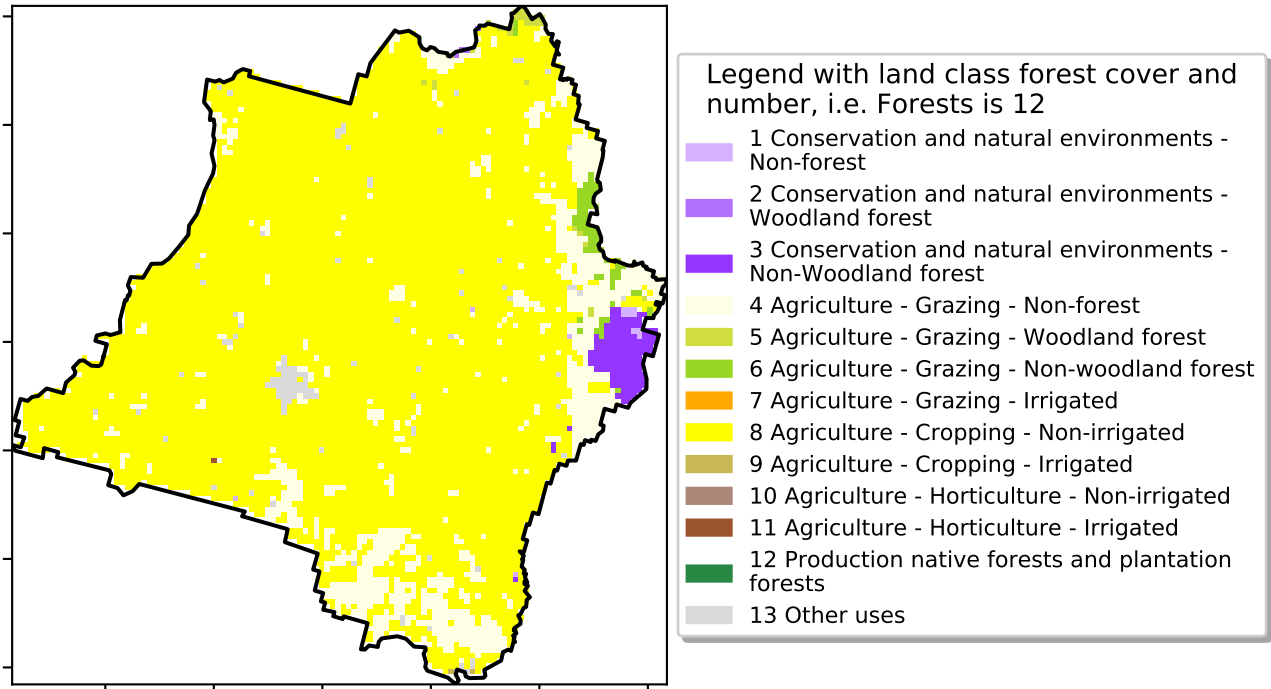 Legend with land class forest cover and
number, i.e. Forests is 12
1 Conservation and natural environments -
Non-forest
2 Conservation and natural environments -
Woodland forest
3 Conservation and natural environments -
Non-Woodland forest
4 Agriculture - Grazing - Non-forest
5 Agriculture - Grazing - Woodland forest
6 Agriculture - Grazing - Non-woodland forest
7 Agriculture - Grazing - Irrigated
8 Agriculture - Cropping - Non-irrigated
9 Agriculture - Cropping - Irrigated
10 Agriculture - Horticulture - Non-irrigated
11 Agriculture - Horticulture - Irrigated
12 Production native forests and plantation
forests
13 Other uses